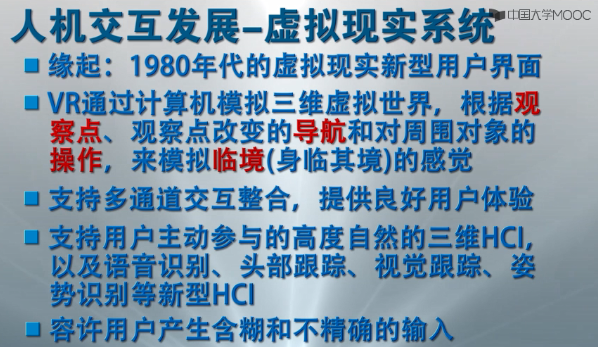 人机交互发展-虚拟现实系统
中国大学MOOC
缘起：1980年代的虚拟现实新型用户界面
VR通过计算机模拟三维虚拟世界，根据观
察点、观察点改变的导航和对周围对象的
操作，来模拟临境(身临其境)的感觉
支持多通道交互整合，提供良好用户体验
支持用户主动参与的高度自然的三维HCI，
以及语音识别、头部跟踪、视觉跟踪、姿
势识别等新型HCI
容许用户产生含糊和不精确的输入